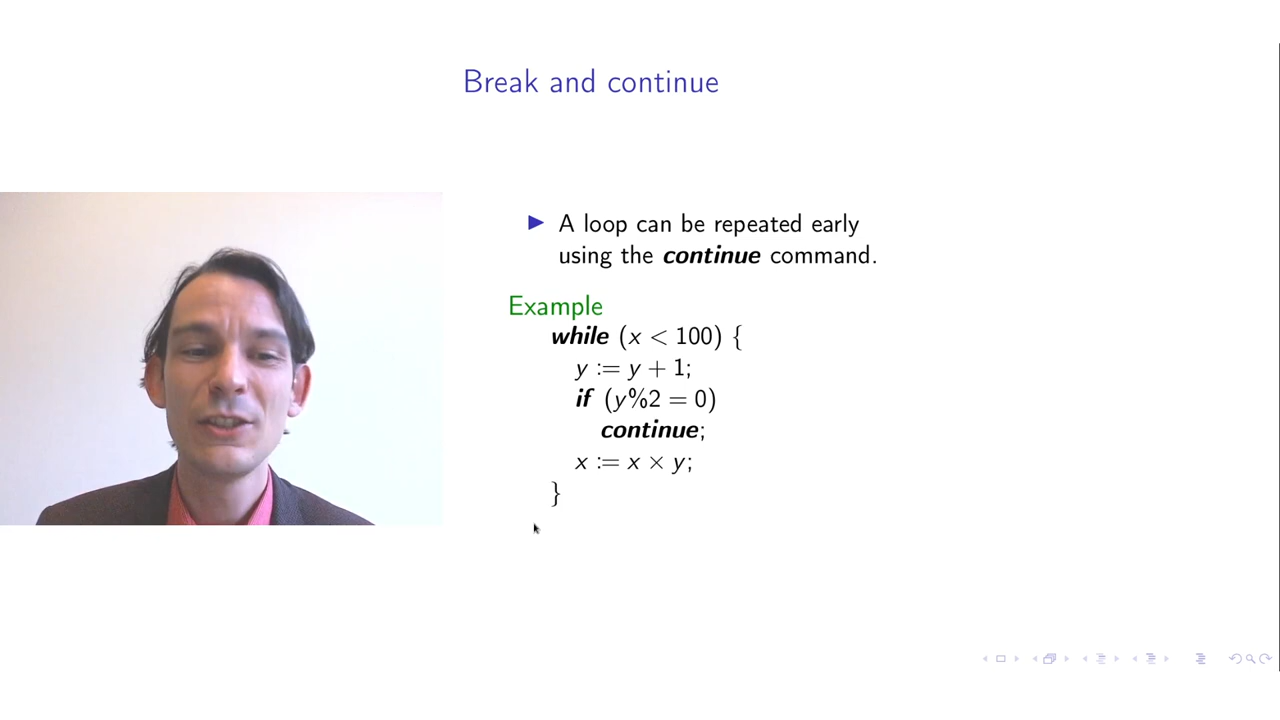 Break and continue
▶ A loop can be repeated early
using the continue command.
Example
while (x < 100) {
y := y + 1;
if (y%2 = 0)
continue;
x := x × y;
}